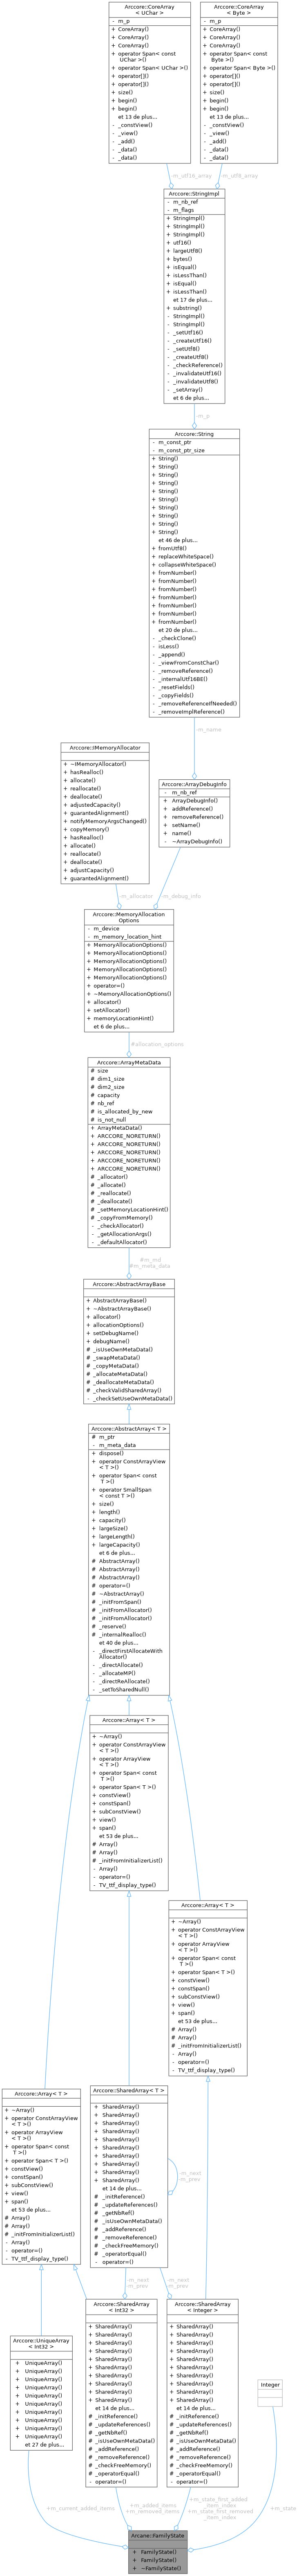 Arccore::CoreArray
< UChar >
- m_p
+ CoreArray()
+ CoreArray()
+ CoreArray()
+ operator Span< const
UChar >()
+ operator Span< UChar >()
+ operator[]()
+ operator[]()
+ size()
+ begin()
+ begin()
et 13 de plus...
- _constView()
- _view()
- _add()
- _data()
- _data()
Arccore::CoreArray
< Byte >
- m_p
+ CoreArray()
+ CoreArray()
+ CoreArray()
+ operator Span< const
Byte >()
+ operator Span< Byte >()
+ operator[]()
+ operator[]()
+ size()
+ begin()
+ begin()
et 13 de plus...
- _constView()
- _view()
- _add()
- _data()
- _data()
-m_utf16_array
-m_utf8_array
Arccore::StringImpl
- m_nb_ref
- m_flags
+ StringImpl()
+ StringImpl()
+ StringImpl()
+ utf16()
+ largeUtf8()
+ bytes()
+ isEqual()
+ isLessThan()
+ isEqual()
+ isLessThan()
et 17 de plus...
+ substring()
- StringImpl()
- StringImpl()
- _setUtf16()
- _createUtf16()
- _setUtf8()
- _createUtf8()
- _checkReference()
- _invalidateUtf16()
- _invalidateUtf8()
- _setArray()
et 6 de plus...
-m_p
Arccore::String
- m_const_ptr
- m_const_ptr_size
+ String()
+ String()
+ String()
+ String()
+ String()
+ String()
+ String()
+ String()
+ String()
+ String()
et 46 de plus...
+ fromUtf8()
+ replaceWhiteSpace()
+ collapseWhiteSpace()
+ fromNumber()
+ fromNumber()
+ fromNumber()
+ fromNumber()
+ fromNumber()
+ fromNumber()
+ fromNumber()
et 20 de plus...
- _checkClone()
- isLess()
- _append()
- _viewFromConstChar()
- _removeReference()
- _internalUtf16BE()
- _resetFields()
- _copyFields()
- _removeReferenceIfNeeded()
- _removeImplReference()
-m_name
Arccore::IMemoryAllocator
+ ~IMemoryAllocator()
+ hasRealloc()
+ allocate()
+ reallocate()
+ deallocate()
+ adjustedCapacity()
+ guarantedAlignment()
+ notifyMemoryArgsChanged()
+ copyMemory()
+ hasRealloc()
+ allocate()
+ reallocate()
+ deallocate()
+ adjustCapacity()
+ guarantedAlignment()
Arccore::ArrayDebugInfo
- m_nb_ref
+ ArrayDebugInfo()
+ addReference()
+ removeReference()
+ setName()
+ name()
- ~ArrayDebugInfo()
-m_allocator
-m_debug_info
Arccore::MemoryAllocation
Options
- m_device
- m_memory_location_hint
+ MemoryAllocationOptions()
+ MemoryAllocationOptions()
+ MemoryAllocationOptions()
+ MemoryAllocationOptions()
+ MemoryAllocationOptions()
+ operator=()
+ ~MemoryAllocationOptions()
+ allocator()
+ setAllocator()
+ memoryLocationHint()
et 6 de plus...
#allocation_options
Arccore::ArrayMetaData
# size
# dim1_size
# dim2_size
# capacity
# nb_ref
# is_allocated_by_new
# is_not_null
+ ArrayMetaData()
+ ARCCORE_NORETURN()
+ ARCCORE_NORETURN()
+ ARCCORE_NORETURN()
+ ARCCORE_NORETURN()
+ ARCCORE_NORETURN()
# _allocator()
# _allocate()
# _reallocate()
# _deallocate()
# _setMemoryLocationHint()
# _copyFromMemory()
- _checkAllocator()
- _getAllocationArgs()
- _defaultAllocator()
#m_md
#m_meta_data
Arccore::AbstractArrayBase
+ AbstractArrayBase()
+ ~AbstractArrayBase()
+ allocator()
+ allocationOptions()
+ setDebugName()
+ debugName()
# _isUseOwnMetaData()
# _swapMetaData()
# _copyMetaData()
# _allocateMetaData()
# _deallocateMetaData()
# _checkValidSharedArray()
- _checkSetUseOwnMetaData()
Arccore::AbstractArray< T >
# m_ptr
- m_meta_data
+ dispose()
+ operator ConstArrayView
< T >()
+ operator Span< const
T >()
+ operator SmallSpan
< const T >()
+ size()
+ length()
+ capacity()
+ largeSize()
+ largeLength()
+ largeCapacity()
et 6 de plus...
# AbstractArray()
# AbstractArray()
# AbstractArray()
# operator=()
# ~AbstractArray()
# _initFromSpan()
# _initFromAllocator()
# _initFromAllocator()
# _reserve()
# _internalRealloc()
et 40 de plus...
- _directFirstAllocateWith
Allocator()
- _directAllocate()
- _allocateMP()
- _directReAllocate()
- _setToSharedNull()
Arccore::Array< T >
+ ~Array()
+ operator ConstArrayView
< T >()
+ operator ArrayView
< T >()
+ operator Span< const
T >()
+ operator Span< T >()
+ constView()
+ constSpan()
+ subConstView()
+ view()
+ span()
et 53 de plus...
# Array()
# Array()
# _initFromInitializerList()
- Array()
- operator=()
- TV_ttf_display_type()
Arccore::Array< T >
+ ~Array()
+ operator ConstArrayView
< T >()
+ operator ArrayView
< T >()
+ operator Span< const
T >()
+ operator Span< T >()
+ constView()
+ constSpan()
+ subConstView()
+ view()
+ span()
et 53 de plus...
# Array()
# Array()
# _initFromInitializerList()
- Array()
- operator=()
- TV_ttf_display_type()
Arccore::Array< T >
+ ~Array()
+ operator ConstArrayView
< T >()
+ operator ArrayView
< T >()
+ operator Span< const
T >()
+ operator Span< T >()
+ constView()
+ constSpan()
+ subConstView()
+ view()
+ span()
et 53 de plus...
# Array()
# Array()
# _initFromInitializerList()
- Array()
- operator=()
- TV_ttf_display_type()
Arccore::SharedArray< T >
+ SharedArray()
+ SharedArray()
+ SharedArray()
+ SharedArray()
+ SharedArray()
+ SharedArray()
+ SharedArray()
+ SharedArray()
+ SharedArray()
+ SharedArray()
et 14 de plus...
# _initReference()
# _updateReferences()
# _getNbRef()
# _isUseOwnMetaData()
# _addReference()
# _removeReference()
# _checkFreeMemory()
# _operatorEqual()
- operator=()
-m_next
-m_prev
-m_next
-m_prev
-m_next
-m_prev
Arccore::UniqueArray
< Int32 >
+ UniqueArray()
+ UniqueArray()
+ UniqueArray()
+ UniqueArray()
+ UniqueArray()
+ UniqueArray()
+ UniqueArray()
+ UniqueArray()
+ UniqueArray()
+ UniqueArray()
et 27 de plus...
Arccore::SharedArray
< Int32 >
+ SharedArray()
+ SharedArray()
+ SharedArray()
+ SharedArray()
+ SharedArray()
+ SharedArray()
+ SharedArray()
+ SharedArray()
+ SharedArray()
+ SharedArray()
et 14 de plus...
# _initReference()
# _updateReferences()
# _getNbRef()
# _isUseOwnMetaData()
# _addReference()
# _removeReference()
# _checkFreeMemory()
# _operatorEqual()
- operator=()
Arccore::SharedArray
< Integer >
+ SharedArray()
+ SharedArray()
+ SharedArray()
+ SharedArray()
+ SharedArray()
+ SharedArray()
+ SharedArray()
+ SharedArray()
+ SharedArray()
+ SharedArray()
et 14 de plus...
# _initReference()
# _updateReferences()
# _getNbRef()
# _isUseOwnMetaData()
# _addReference()
# _removeReference()
# _checkFreeMemory()
# _operatorEqual()
- operator=()
Integer
+m_current_added_items
+m_added_items
+m_removed_items
+m_state_first_added
_item_index
+m_state_first_removed
_item_index
+m_state
Arcane::FamilyState
+ FamilyState()
+ FamilyState()
+ ~FamilyState()